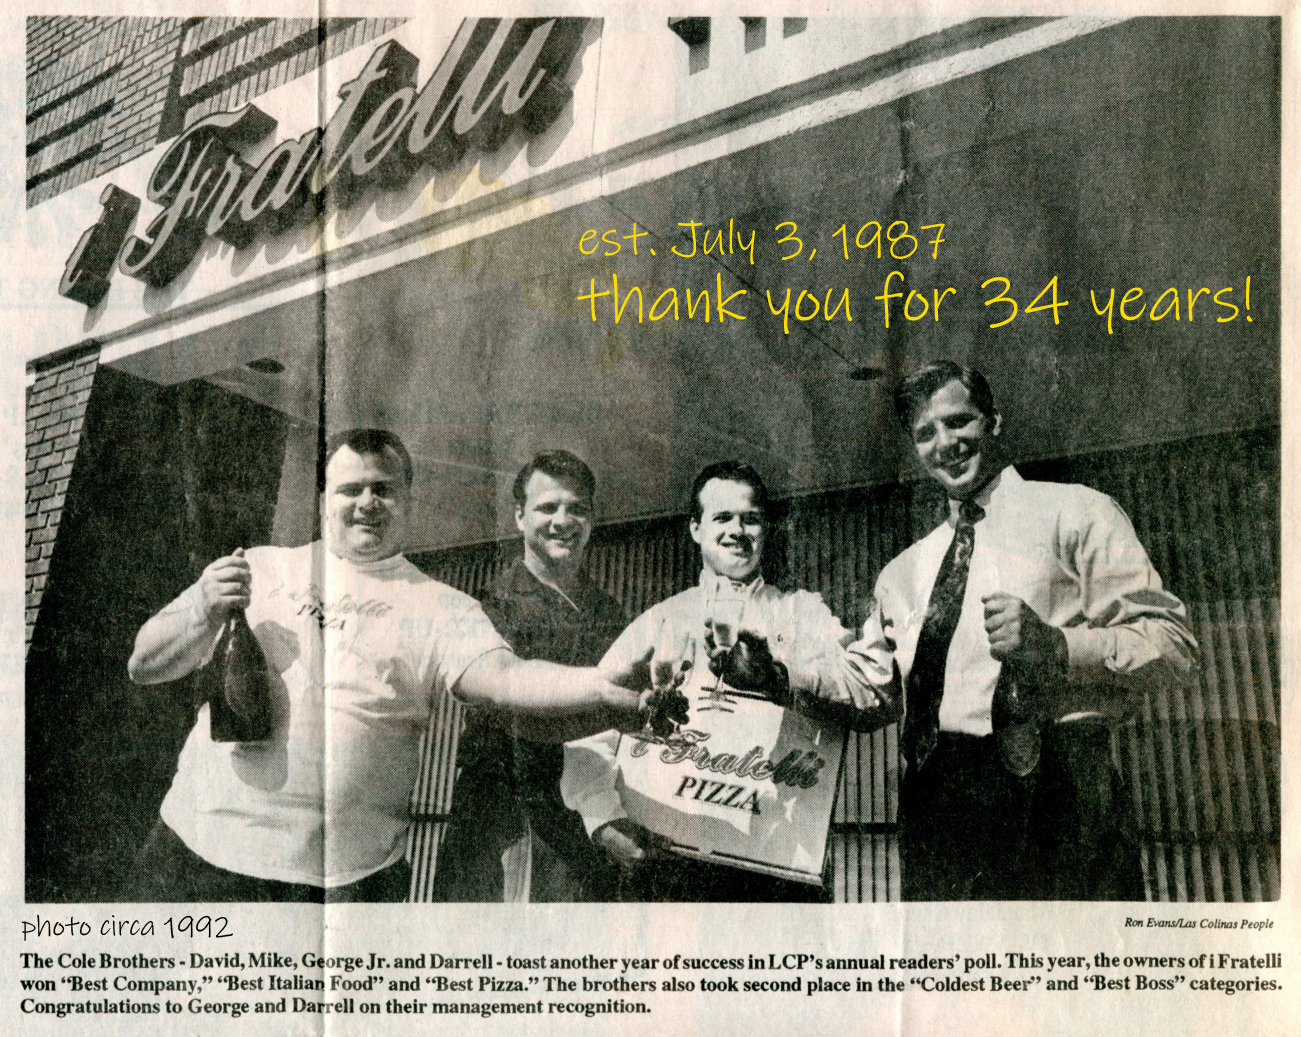 i Fratelli
est. July 3, 1987
thank you for 34 years!
i Fratelli
PIZZA
i Fratelli
PIZZA
photo circa 1992
Ron Evans/Las Colinas People
The Cole Brothers - David, Mike, George Jr. and Darrell - toast another year of success in LCP's annual readers' poll. This year, the owners of i Fratelli
won “Best Company,” “Best Italian Food” and “Best Pizza.” The brothers also took second place in the “Coldest Beer” and “Best Boss” categories.
Congratulations to George and Darrell on their management recognition.